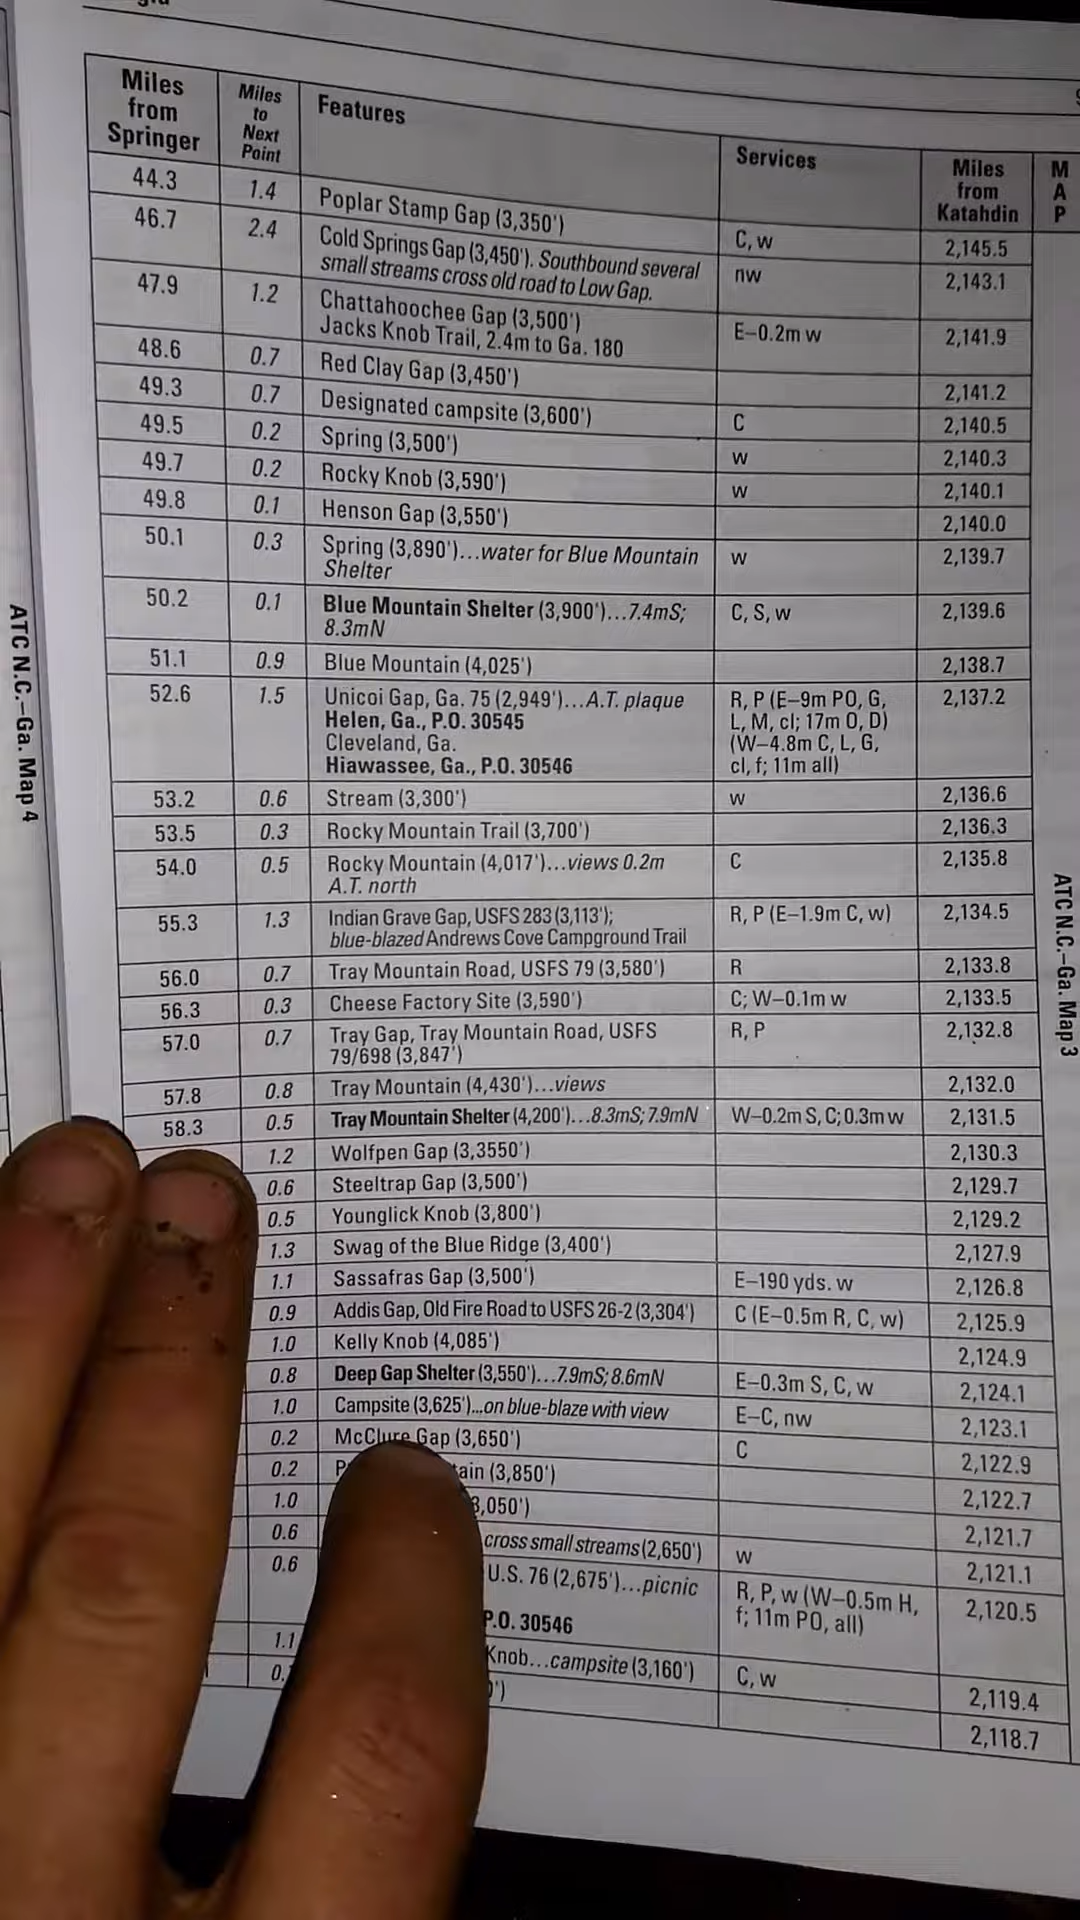 Miles from Springer | Miles to Next Point | Features | Services | Miles from Katahdin | M A P
44.3 | 1.4 | Poplar Stamp Gap (3,350') | C, w | 2,145.5
46.7 | 2.4 | Cold Springs Gap (3,450'). Southbound several | nw | 2,143.1
small streams cross old road to Low Gap.
47.9 | 1.2 | Chattahoochee Gap (3,500') | E–0.2m w | 2,141.9
Jacks Knob Trail, 2.4m to Ga. 180
48.6 | 0.7 | Red Clay Gap (3,450') | 2,141.2
49.3 | 0.7 | Designated campsite (3,600') | C | 2,140.5
49.5 | 0.2 | Spring (3,500') | w | 2,140.3
49.7 | 0.2 | Rocky Knob (3,590') | w | 2,140.1
49.8 | 0.1 | Henson Gap (3,550') | 2,140.0
50.1 | 0.3 | Spring (3,890')...water for Blue Mountain | w | 2,139.7
Shelter
50.2 | 0.1 | Blue Mountain Shelter (3,900')...7.4mS; | C, S, w | 2,139.6
8.3mN
51.1 | 0.9 | Blue Mountain (4,025') | 2,138.7
52.6 | 1.5 | Unicoi Gap, Ga. 75 (2,949')...A.T. plaque | R, P (E–9m PO, G, | 2,137.2
Helen, Ga., P.O. 30545 | L, M, cl; 17m O, D)
Cleveland, Ga. | (W–4.8m C, L, G,
Hiawassee, Ga., P.O. 30546 | cl, f; 11m all)
53.2 | 0.6 | Stream (3,300') | w | 2,136.6
53.5 | 0.3 | Rocky Mountain Trail (3,700') | 2,136.3
54.0 | 0.5 | Rocky Mountain (4,017')...views 0.2m | C | 2,135.8
A.T. north
55.3 | 1.3 | Indian Grave Gap, USFS 283 (3,113'); | R, P (E–1.9m C, w) | 2,134.5
blue-blazed Andrews Cove Campground Trail
56.0 | 0.7 | Tray Mountain Road, USFS 79 (3,580') | R | 2,133.8
56.3 | 0.3 | Cheese Factory Site (3,590') | C; W–0.1m w | 2,133.5
57.0 | 0.7 | Tray Gap, Tray Mountain Road, USFS | R, P | 2,132.8
79/698 (3,847')
57.8 | 0.8 | Tray Mountain (4,430')...views | 2,132.0
58.3 | 0.5 | Tray Mountain Shelter (4,200')...8.3mS; 7.9mN | W–0.2m S, C; 0.3m w | 2,131.5
1.2 | Wolfpen Gap (3,3550') | 2,130.3
0.6 | Steeltrap Gap (3,500') | 2,129.7
0.5 | Younglick Knob (3,800') | 2,129.2
1.3 | Swag of the Blue Ridge (3,400') | 2,127.9
1.1 | Sassafras Gap (3,500') | E–190 yds. w | 2,126.8
0.9 | Addis Gap, Old Fire Road to USFS 26-2 (3,304') | C (E–0.5m R, C, w) | 2,125.9
1.0 | Kelly Knob (4,085') | 2,124.9
0.8 | Deep Gap Shelter (3,550')...7.9mS; 8.6mN | E–0.3m S, C, w | 2,124.1
1.0 | Campsite (3,625')...on blue-blaze with view | E–C, nw | 2,123.1
0.2 | McClure Gap (3,650') | C | 2,122.9
0.2 | (3,850') | 2,122.7
1.0 | 3,050') | 2,121.7
0.6 | cross small streams (2,650') | w | 2,121.1
0.6 | U.S. 76 (2,675')...picnic | R, P, w (W–0.5m H, | 2,120.5
P.O. 30546 | f; 11m PO, all)
1.1 | Knob...campsite (3,160') | C, w | 2,119.4
2,118.7
ATC N.C.–Ga. Map 4
ATC N.C.–Ga. Map 3